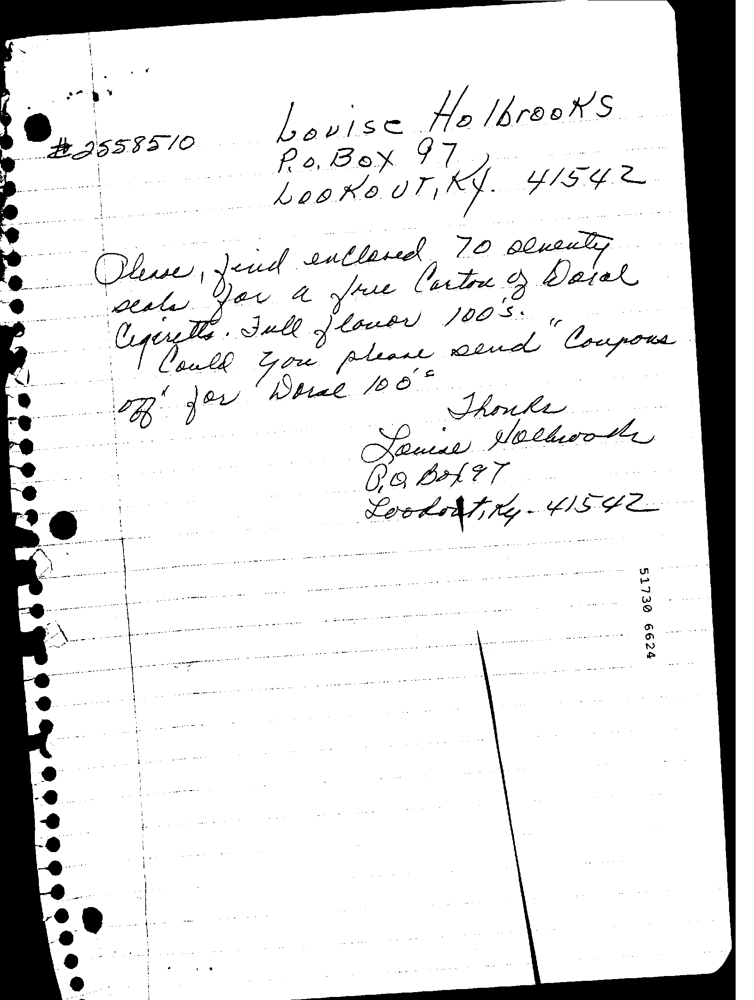 Louise Holbrooks
#2558510
P.O. Box 97
Lookout, Ky. 41542
Please, find enclosed 70 seventy
seals for a free Carton of Doral
Cigeretts. Full flavor 100's.
Could you please send "Coupons
off" for Doral 100's
Thanks
Louise Holbrooks
P.O. Box 97
Lookout, Ky - 41542
51730 6624